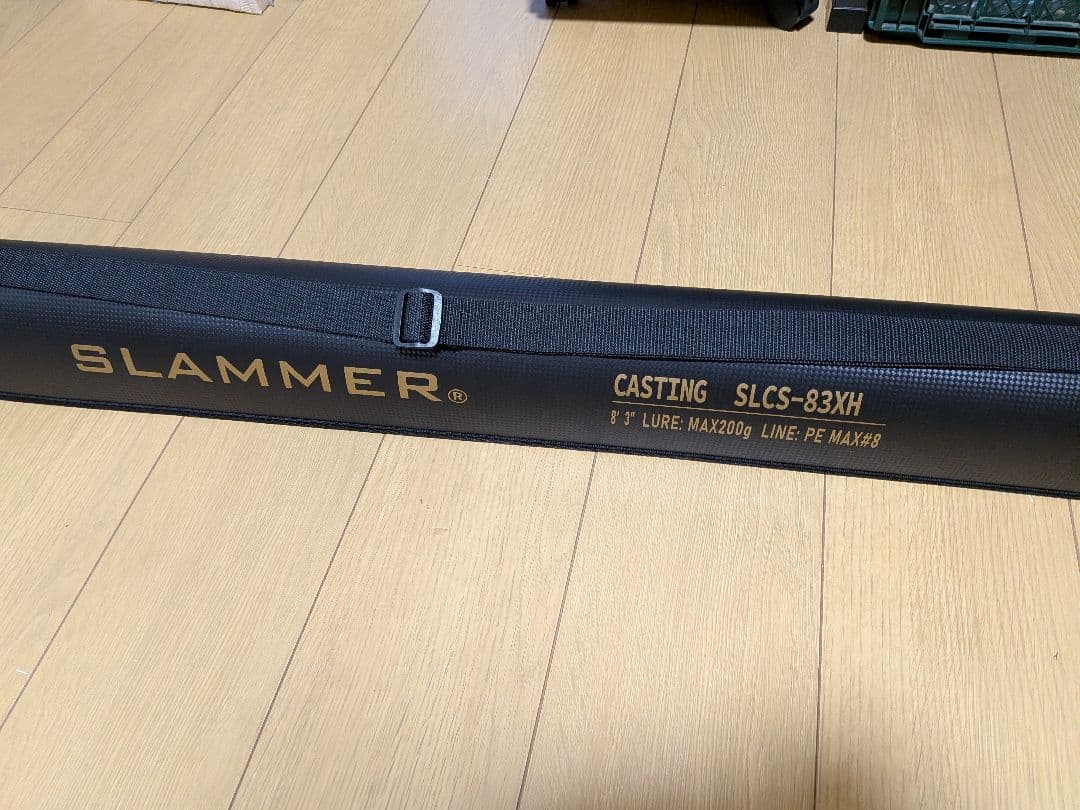 SLAMMER®
CASTING SLCS-83XH
8' 3" LURE: MAX200g LINE: PE MAX#8